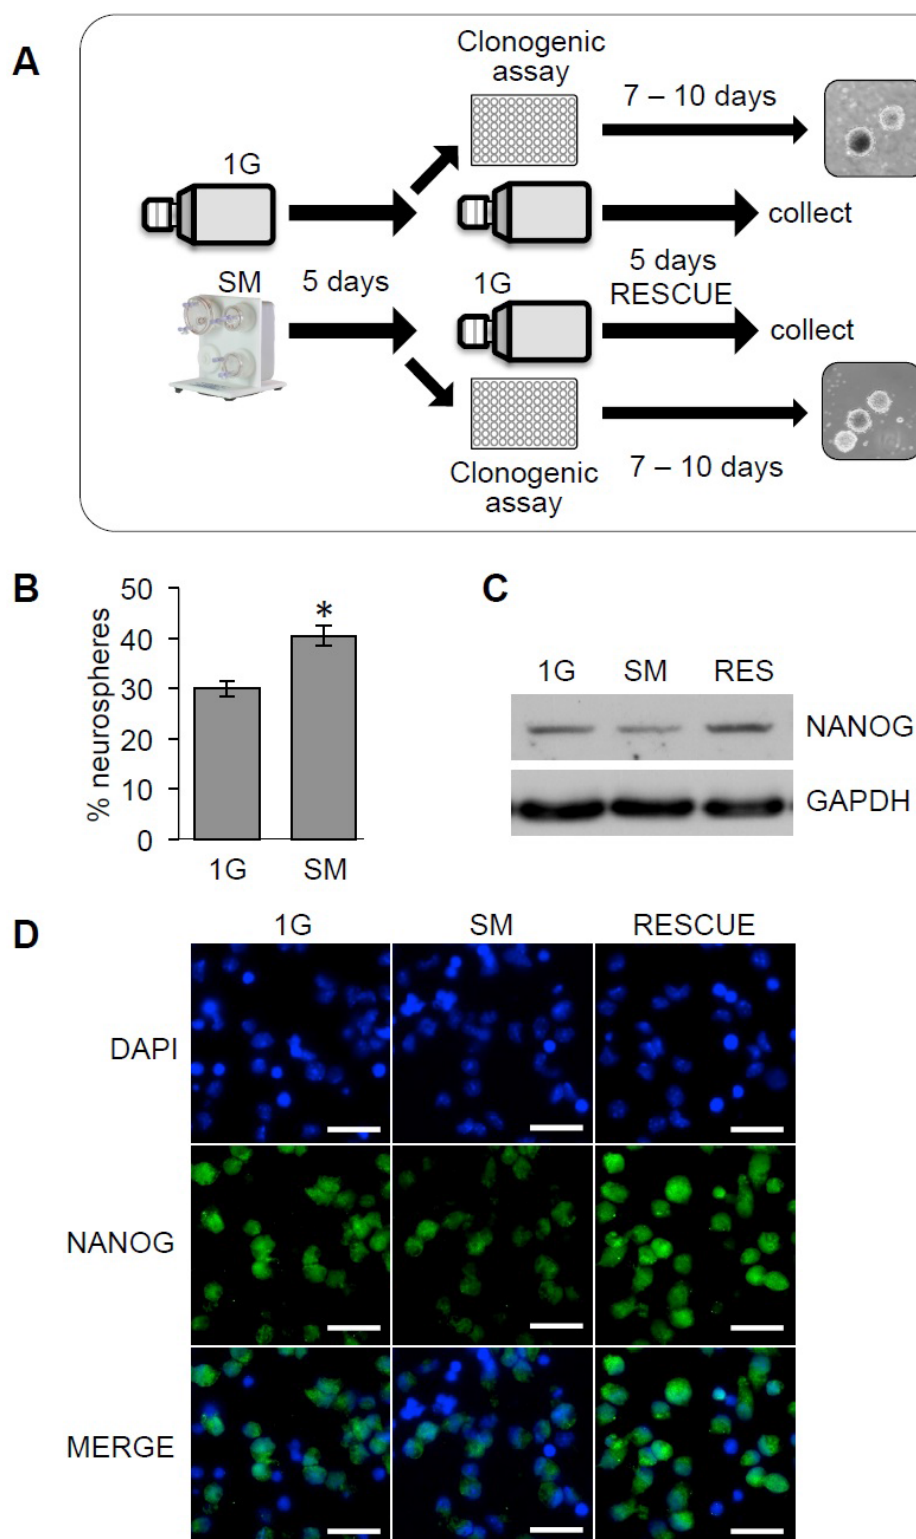 A
Clonogenic
assay
7 – 10 days
1G
collect
SM
5 days
1G
5 days
RESCUE
collect
Clonogenic
assay
7 – 10 days
B
% neurospheres
50
40
30
20
10
0
*
1G
SM
C
1G SM RES
NANOG
GAPDH
D
1G SM RESCUE
DAPI
NANOG
MERGE